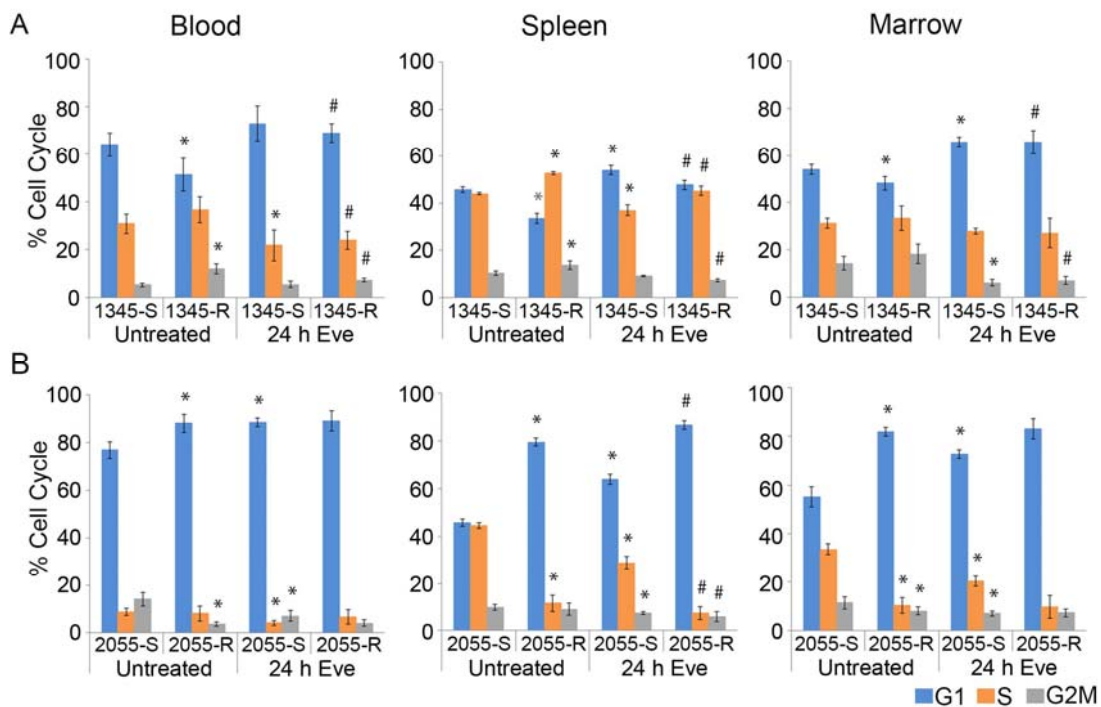 A
Blood Spleen Marrow
% Cell Cycle
100 100 100
80 80 80
60 60 60
40 40 40
20 20 20
0 0 0
# * * *
* * * * # # * #
* # * # * * #
1345-S 1345-R 1345-S 1345-R 1345-S 1345-R 1345-S 1345-R 1345-S 1345-R 1345-S 1345-R
Untreated 24 h Eve Untreated 24 h Eve Untreated 24 h Eve
B
% Cell Cycle
100 100 100
80 80 80
60 60 60
40 40 40
20 20 20
0 0 0
* * * # * *
* * * * * * * # # * * * *
2055-S 2055-R 2055-S 2055-R 2055-S 2055-R 2055-S 2055-R 2055-S 2055-R 2055-S 2055-R
Untreated 24 h Eve Untreated 24 h Eve Untreated 24 h Eve
G1 S G2M